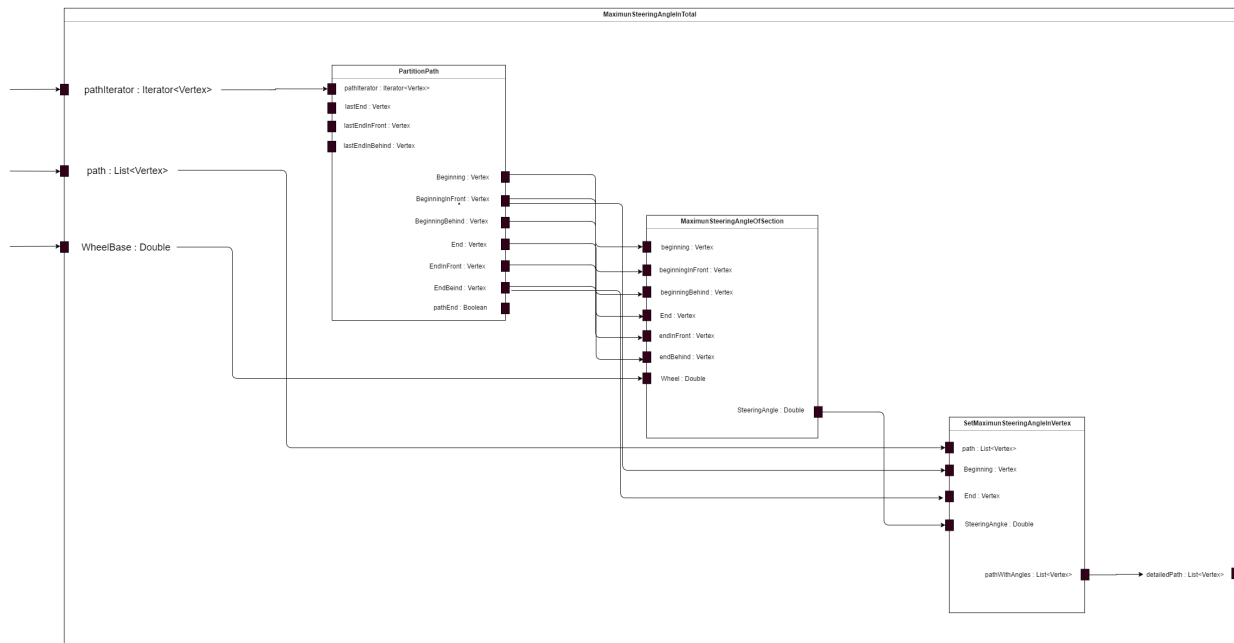 MaximunSteeringAngleInTotal
pathIterator : Iterator<Vertex>
path : List<Vertex>
WheelBase : Double
PartitionPath
pathIterator : Iterator<Vertex>
lastEnd : Vertex
lastEndInFront : Vertex
lastEndInBehind : Vertex
Beginning : Vertex
BeginningInFront : Vertex
BeginningBehind : Vertex
End : Vertex
EndInFront : Vertex
EndBeind : Vertex
pathEnd : Boolean
MaximunSteeringAngleOfSection
beginning : Vertex
beginningInFront : Vertex
beginningBehind : Vertex
End : Vertex
endInFront : Vertex
endBehind : Vertex
Wheel : Double
SteeringAngle : Double
SetMaximunSteeringAngleInVertex
path : List<Vertex>
Beginning : Vertex
End : Vertex
SteeringAngke : Double
pathWithAngles : List<Vertex>
detailedPath : List<Vertex>